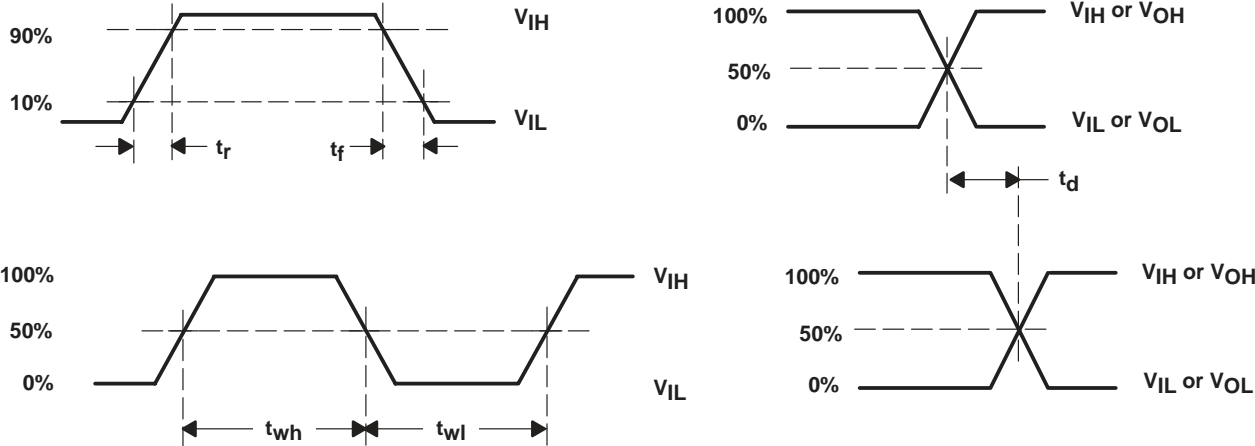 90%
10%
VIH
VIL
tr
tf
100%
50%
0%
VIH or VOH
VIL or VOL
td
100%
50%
0%
VIH
VIL
twh
twl
100%
50%
0%
VIH or VOH
VIL or VOL